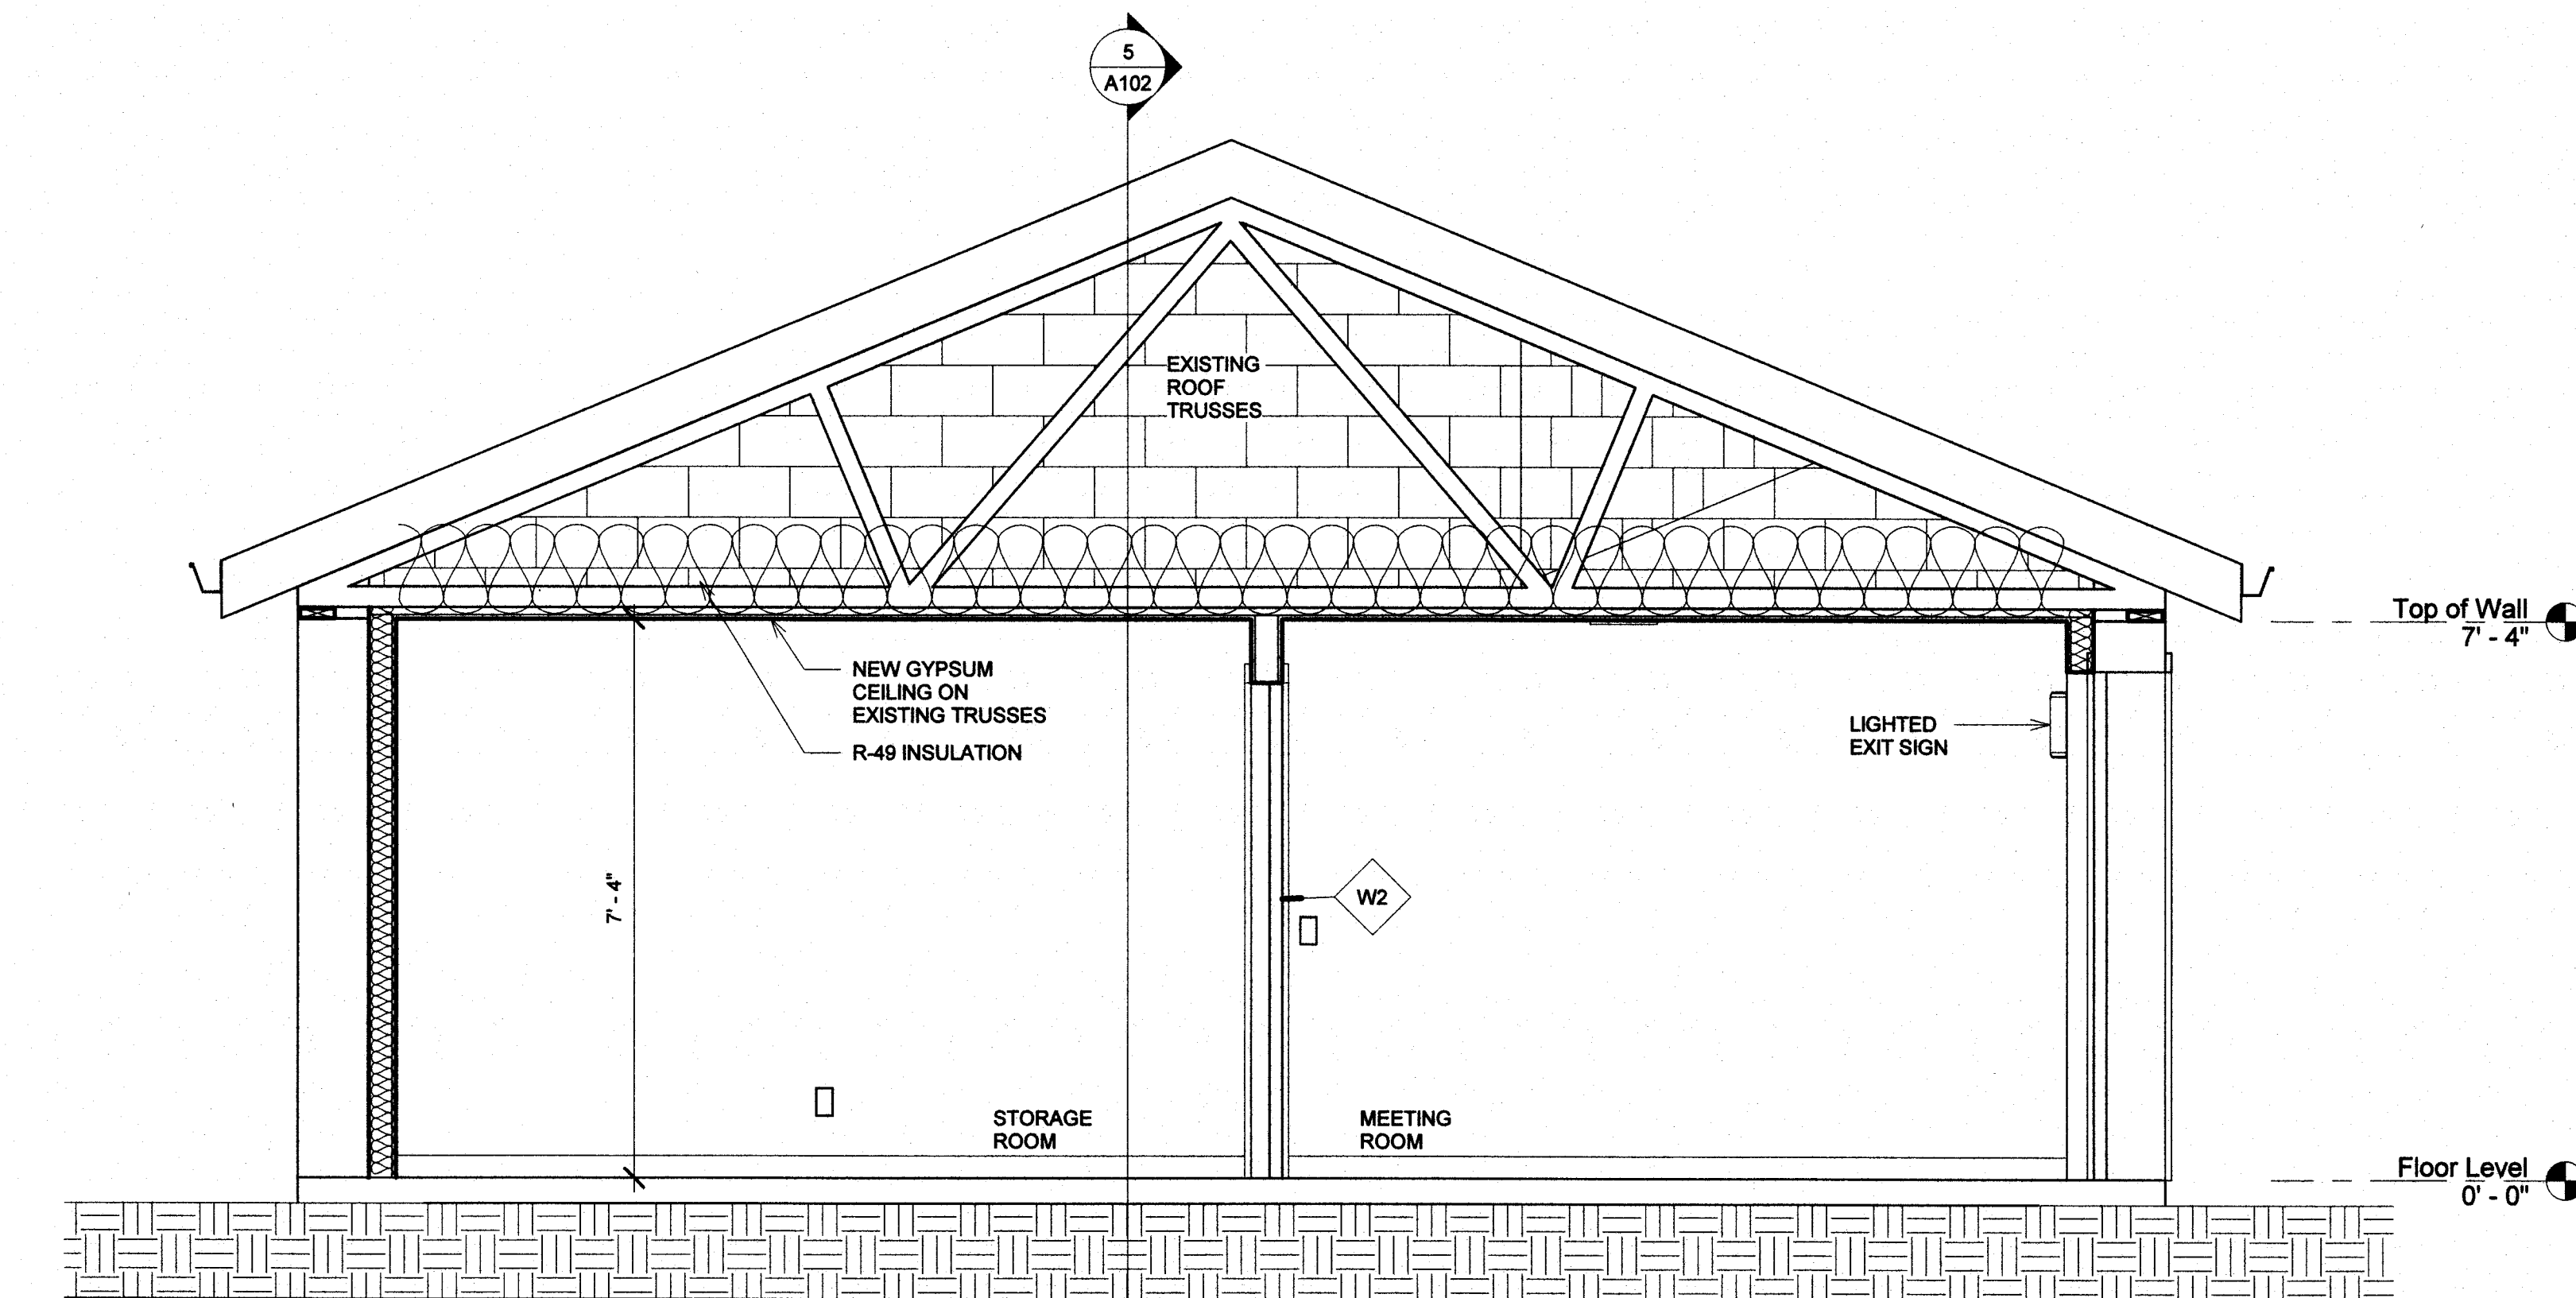 5
A102
EXISTING
ROOF
TRUSSES
Top of Wall
7' - 4"
NEW GYPSUM
CEILING ON
EXISTING TRUSSES
R-49 INSULATION
LIGHTED
EXIT SIGN
7' - 4"
W2
STORAGE
ROOM
MEETING
ROOM
Floor Level
0' - 0"